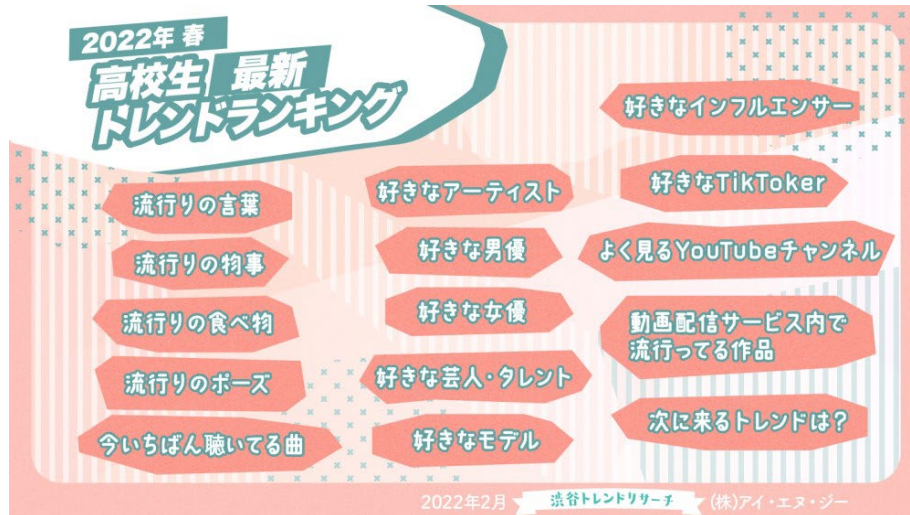 2022年 春
高校生 最新
トレンドランキング
流行りの言葉
流行りの物事
流行りの食べ物
流行りのポーズ
今いちばん聴いてる曲
好きなアーティスト
好きな男優
好きな女優
好きな芸人・タレント
好きなモデル
好きなインフルエンサー
好きなTikToker
よく見るYouTubeチャンネル
動画配信サービス内で
流行ってる作品
次に来るトレンドは?
2022年2月 渋谷トレンドリサーチ (株)アイ・エヌ・ジー